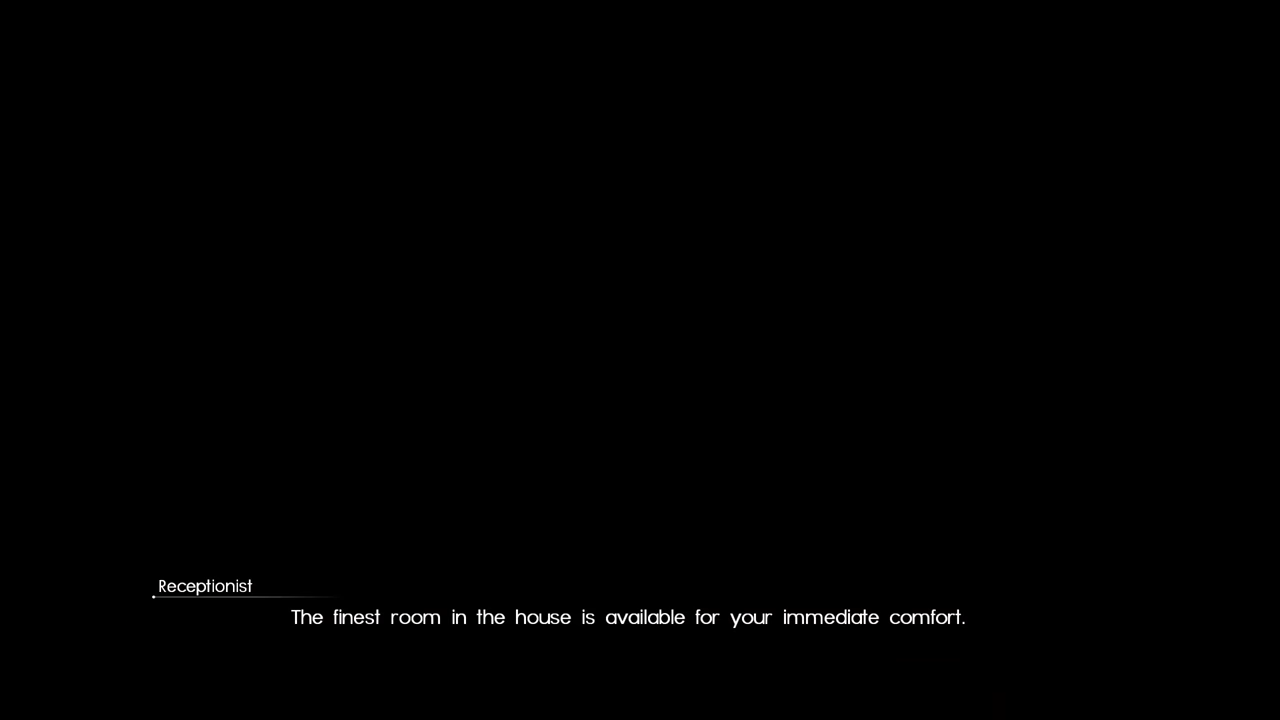 Receptionist
The finest room in the house is available for your immediate comfort.